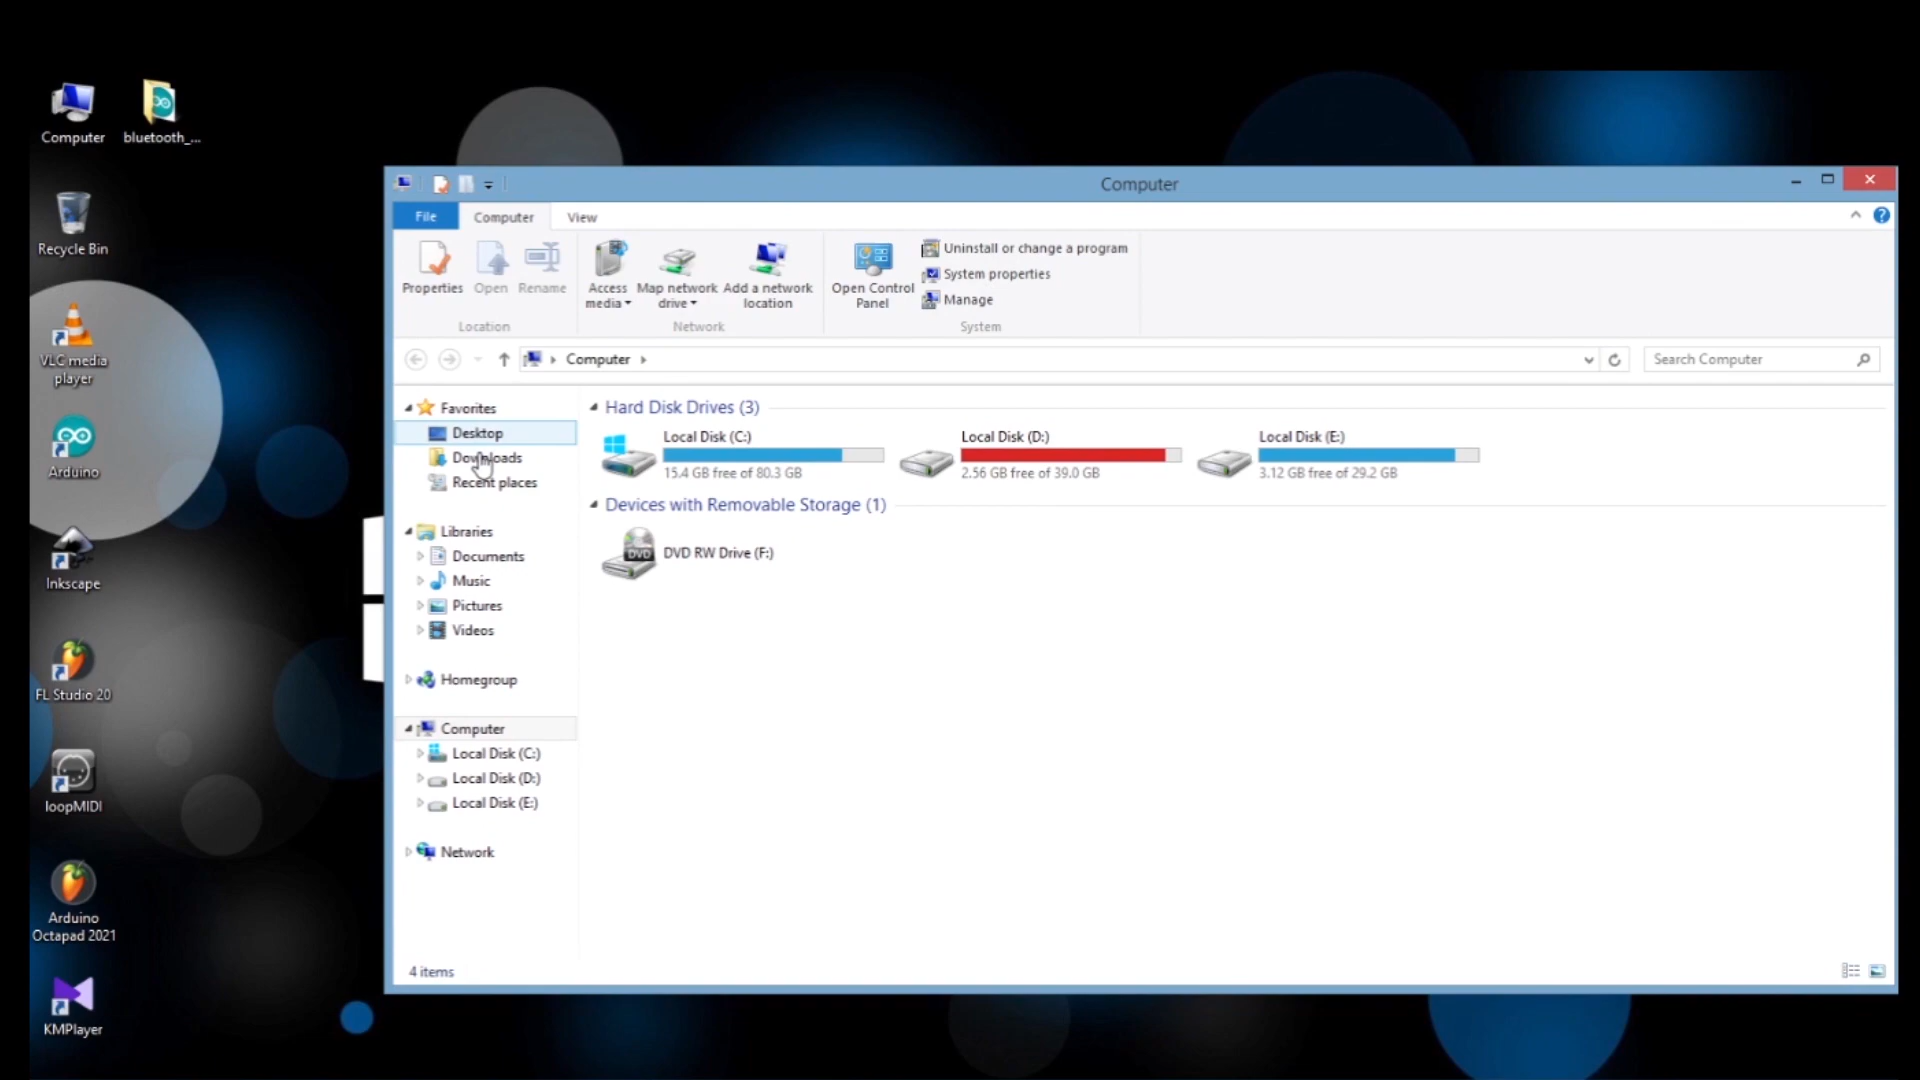 Computer
bluetooth_...
Recycle Bin
VLC media
player
Arduino
Inkscape
FL Studio 20
loopMIDI
Arduino
Octapad 2021
KMPlayer
Computer
File
Computer
View
Properties
Open
Rename
Access
media
Map network
drive
Add a network
location
Open Control
Panel
Uninstall or change a program
System properties
Manage
Location
Network
System
Computer
Search Computer
Favorites
Desktop
Downloads
Recent places
Libraries
Documents
Music
Pictures
Videos
Homegroup
Computer
Local Disk (C:)
Local Disk (D:)
Local Disk (E:)
Network
Hard Disk Drives (3)
Local Disk (C:)
15.4 GB free of 80.3 GB
Local Disk (D:)
2.56 GB free of 39.0 GB
Local Disk (E:)
3.12 GB free of 29.2 GB
Devices with Removable Storage (1)
DVD
DVD RW Drive (F:)
4 items